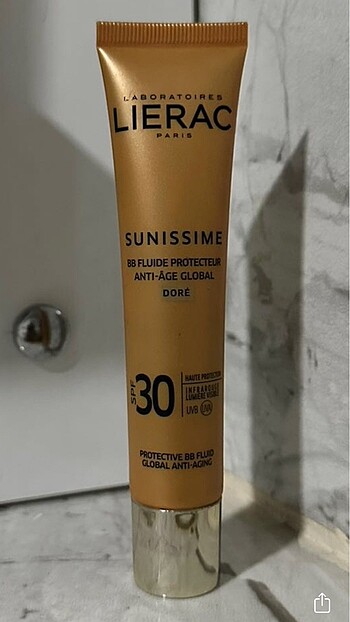 LABORATOIRES
LIERAC
PARIS
SUNISSIME
BB FLUIDE PROTECTEUR
ANTI-ÂGE GLOBAL
DORÉ
SPF 30
HAUTE PROTECTION
INFRAROUGE
LUMIÈRE VISIBLE
UVB UVA
PROTECTIVE BB FLUID
GLOBAL ANTI-AGING